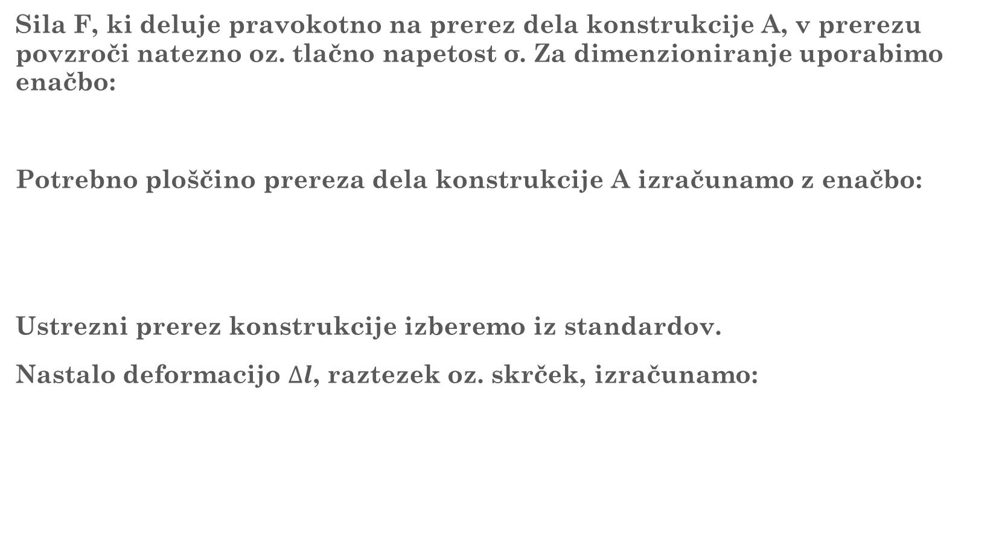 Sila F, ki deluje pravokotno na prerez dela konstrukcije A, v prerezu
povzroči natezno oz. tlačno napetost σ. Za dimenzioniranje uporabimo
enačbo:
Potrebno ploščino prereza dela konstrukcije A izračunamo z enačbo:
Ustrezni prerez konstrukcije izberemo iz standardov.
Nastalo deformacijo Δl, raztezek oz. skrček, izračunamo: